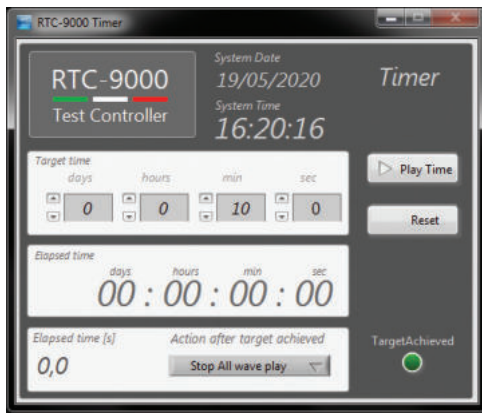 RTC-9000 Timer
RTC-9000
Test Controller
System Date
19/05/2020
System Time
16:20:16
Timer
Target time
days hours min sec
0 0 10 0
Play Time
Reset
Elapsed time
days hours min sec
00 : 00 : 00 : 00
Elapsed time [s]
0,0
Action after target achieved
Stop All wave play
TargetAchieved